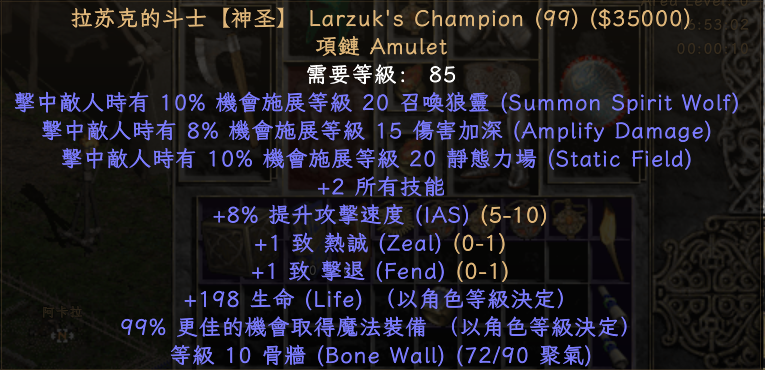 拉苏克的斗士【神圣】 Larzuk's Champion (99) ($35000)
項鏈 Amulet
需要等級： 85
擊中敵人時有 10% 機會施展等級 20 召喚狼靈 (Summon Spirit Wolf)
擊中敵人時有 8% 機會施展等級 15 傷害加深 (Amplify Damage)
擊中敵人時有 10% 機會施展等級 20 靜態力場 (Static Field)
+2 所有技能
+8% 提升攻擊速度 (IAS) (5-10)
+1 致 熱誠 (Zeal) (0-1)
+1 致 擊退 (Fend) (0-1)
+198 生命 (Life) （以角色等級決定）
99% 更佳的機會取得魔法裝備 （以角色等級決定）
阿卡拉
等級 10 骨牆 (Bone Wall) (72/90 聚氣)